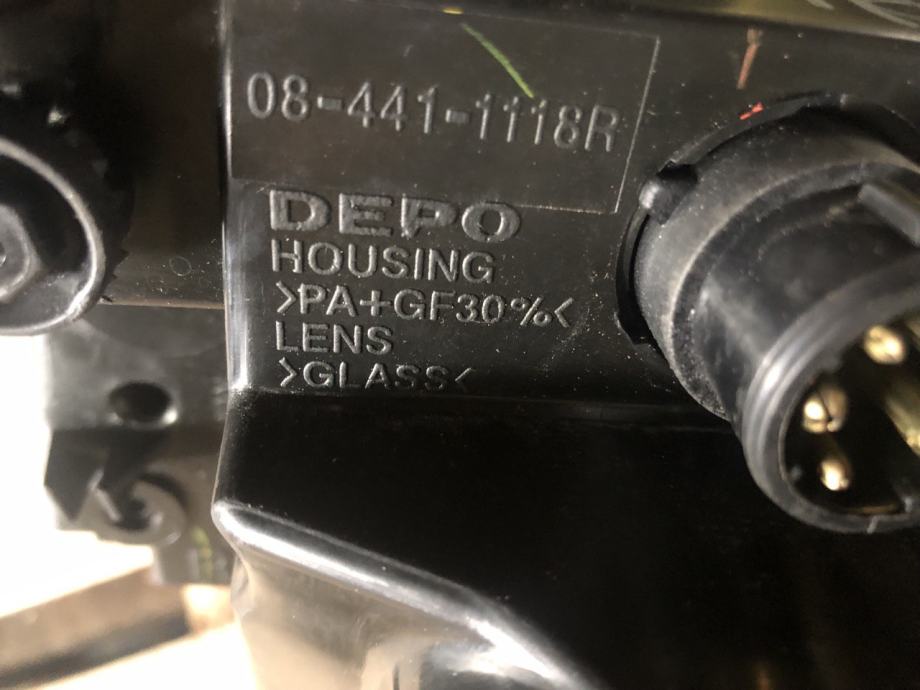 08-441-1118R
DEPO
HOUSING
>PA+GF30%<
LENS
>GLASS<